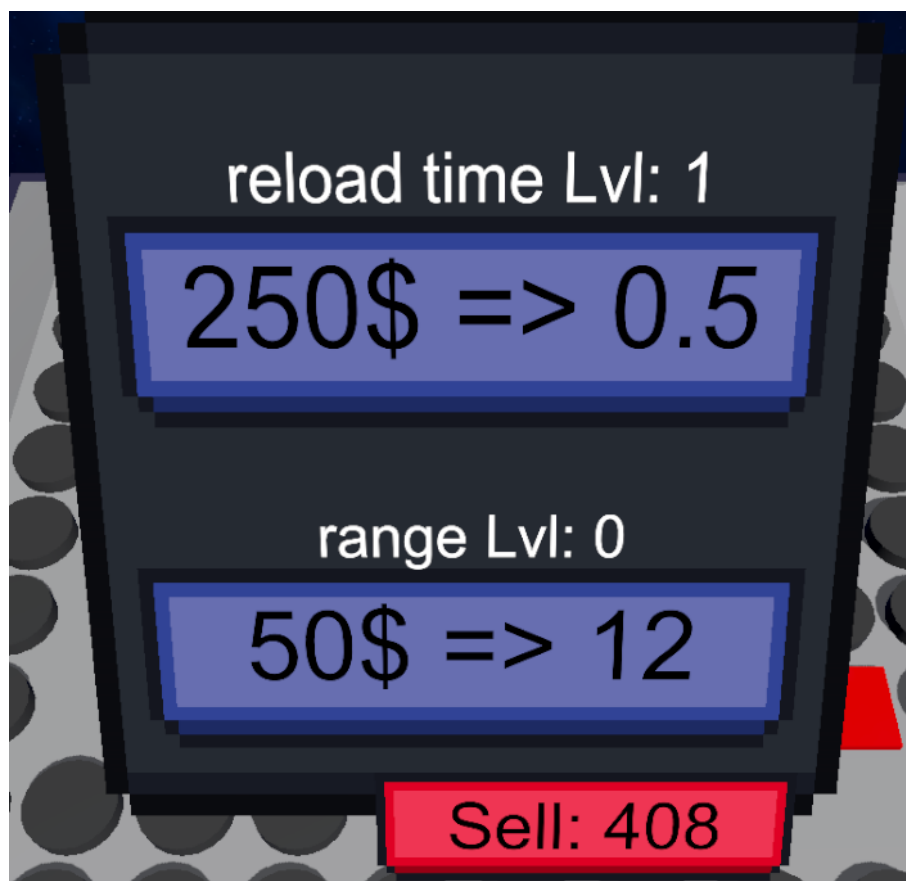 reload time Lvl: 1
250$ => 0.5
range Lvl: 0
50$ => 12
Sell: 408